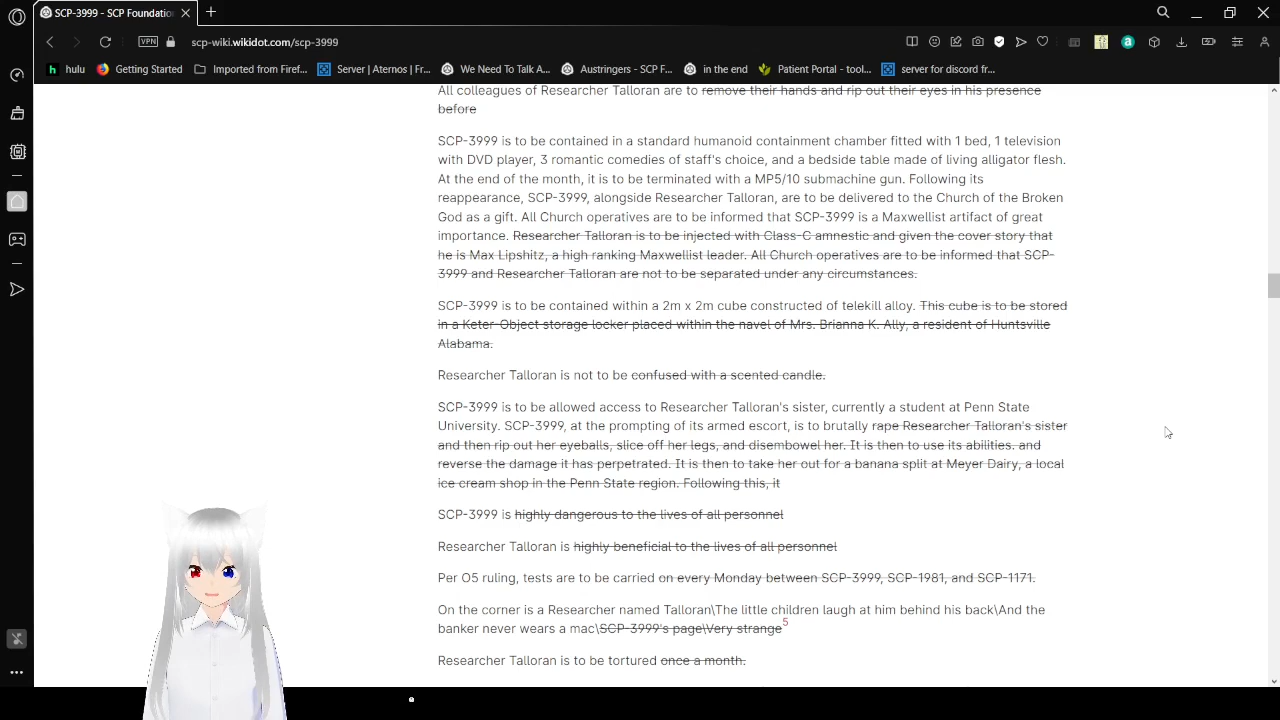 SCP-3999 - SCP Foundatio
VPN
scp-wiki.wikidot.com/scp-3999
hulu
Getting Started
Imported from Firef...
Server | Aternos | Fr...
We Need To Talk A...
Austringers - SCP F...
in the end
Patient Portal - tool...
server for discord fr...
All colleagues of Researcher Talloran are to remove their hands and rip out their eyes in his presence
before
SCP-3999 is to be contained in a standard humanoid containment chamber fitted with 1 bed, 1 television
with DVD player, 3 romantic comedies of staff's choice, and a bedside table made of living alligator flesh.
At the end of the month, it is to be terminated with a MP5/10 submachine gun. Following its
reappearance, SCP-3999, alongside Researcher Talloran, are to be delivered to the Church of the Broken
God as a gift. All Church operatives are to be informed that SCP-3999 is a Maxwellist artifact of great
importance. Researcher Talloran is to be injected with Class-C amnestic and given the cover story that
he is Max Lipshitz, a high ranking Maxwellist leader. All Church operatives are to be informed that SCP-
3999 and Researcher Talloran are not to be separated under any circumstances.
SCP-3999 is to be contained within a 2m x 2m cube constructed of telekill alloy. This cube is to be stored
in a Keter-Object storage locker placed within the navel of Mrs. Brianna K. Ally, a resident of Huntsville
Alabama.
Researcher Talloran is not to be confused with a scented candle.
SCP-3999 is to be allowed access to Researcher Talloran's sister, currently a student at Penn State
University. SCP-3999, at the prompting of its armed escort, is to brutally rape Researcher Talloran's sister
and then rip out her eyeballs, slice off her legs, and disembowel her. It is then to use its abilities. and
reverse the damage it has perpetrated. It is then to take her out for a banana split at Meyer Dairy, a local
ice cream shop in the Penn State region. Following this, it
SCP-3999 is highly dangerous to the lives of all personnel
Researcher Talloran is highly beneficial to the lives of all personnel
Per O5 ruling, tests are to be carried on every Monday between SCP-3999, SCP-1981, and SCP-1171.
On the corner is a Researcher named Talloran\The little children laugh at him behind his back\And the
banker never wears a mac\SCP-3999's page\Very strange5
Researcher Talloran is to be tortured once a month.